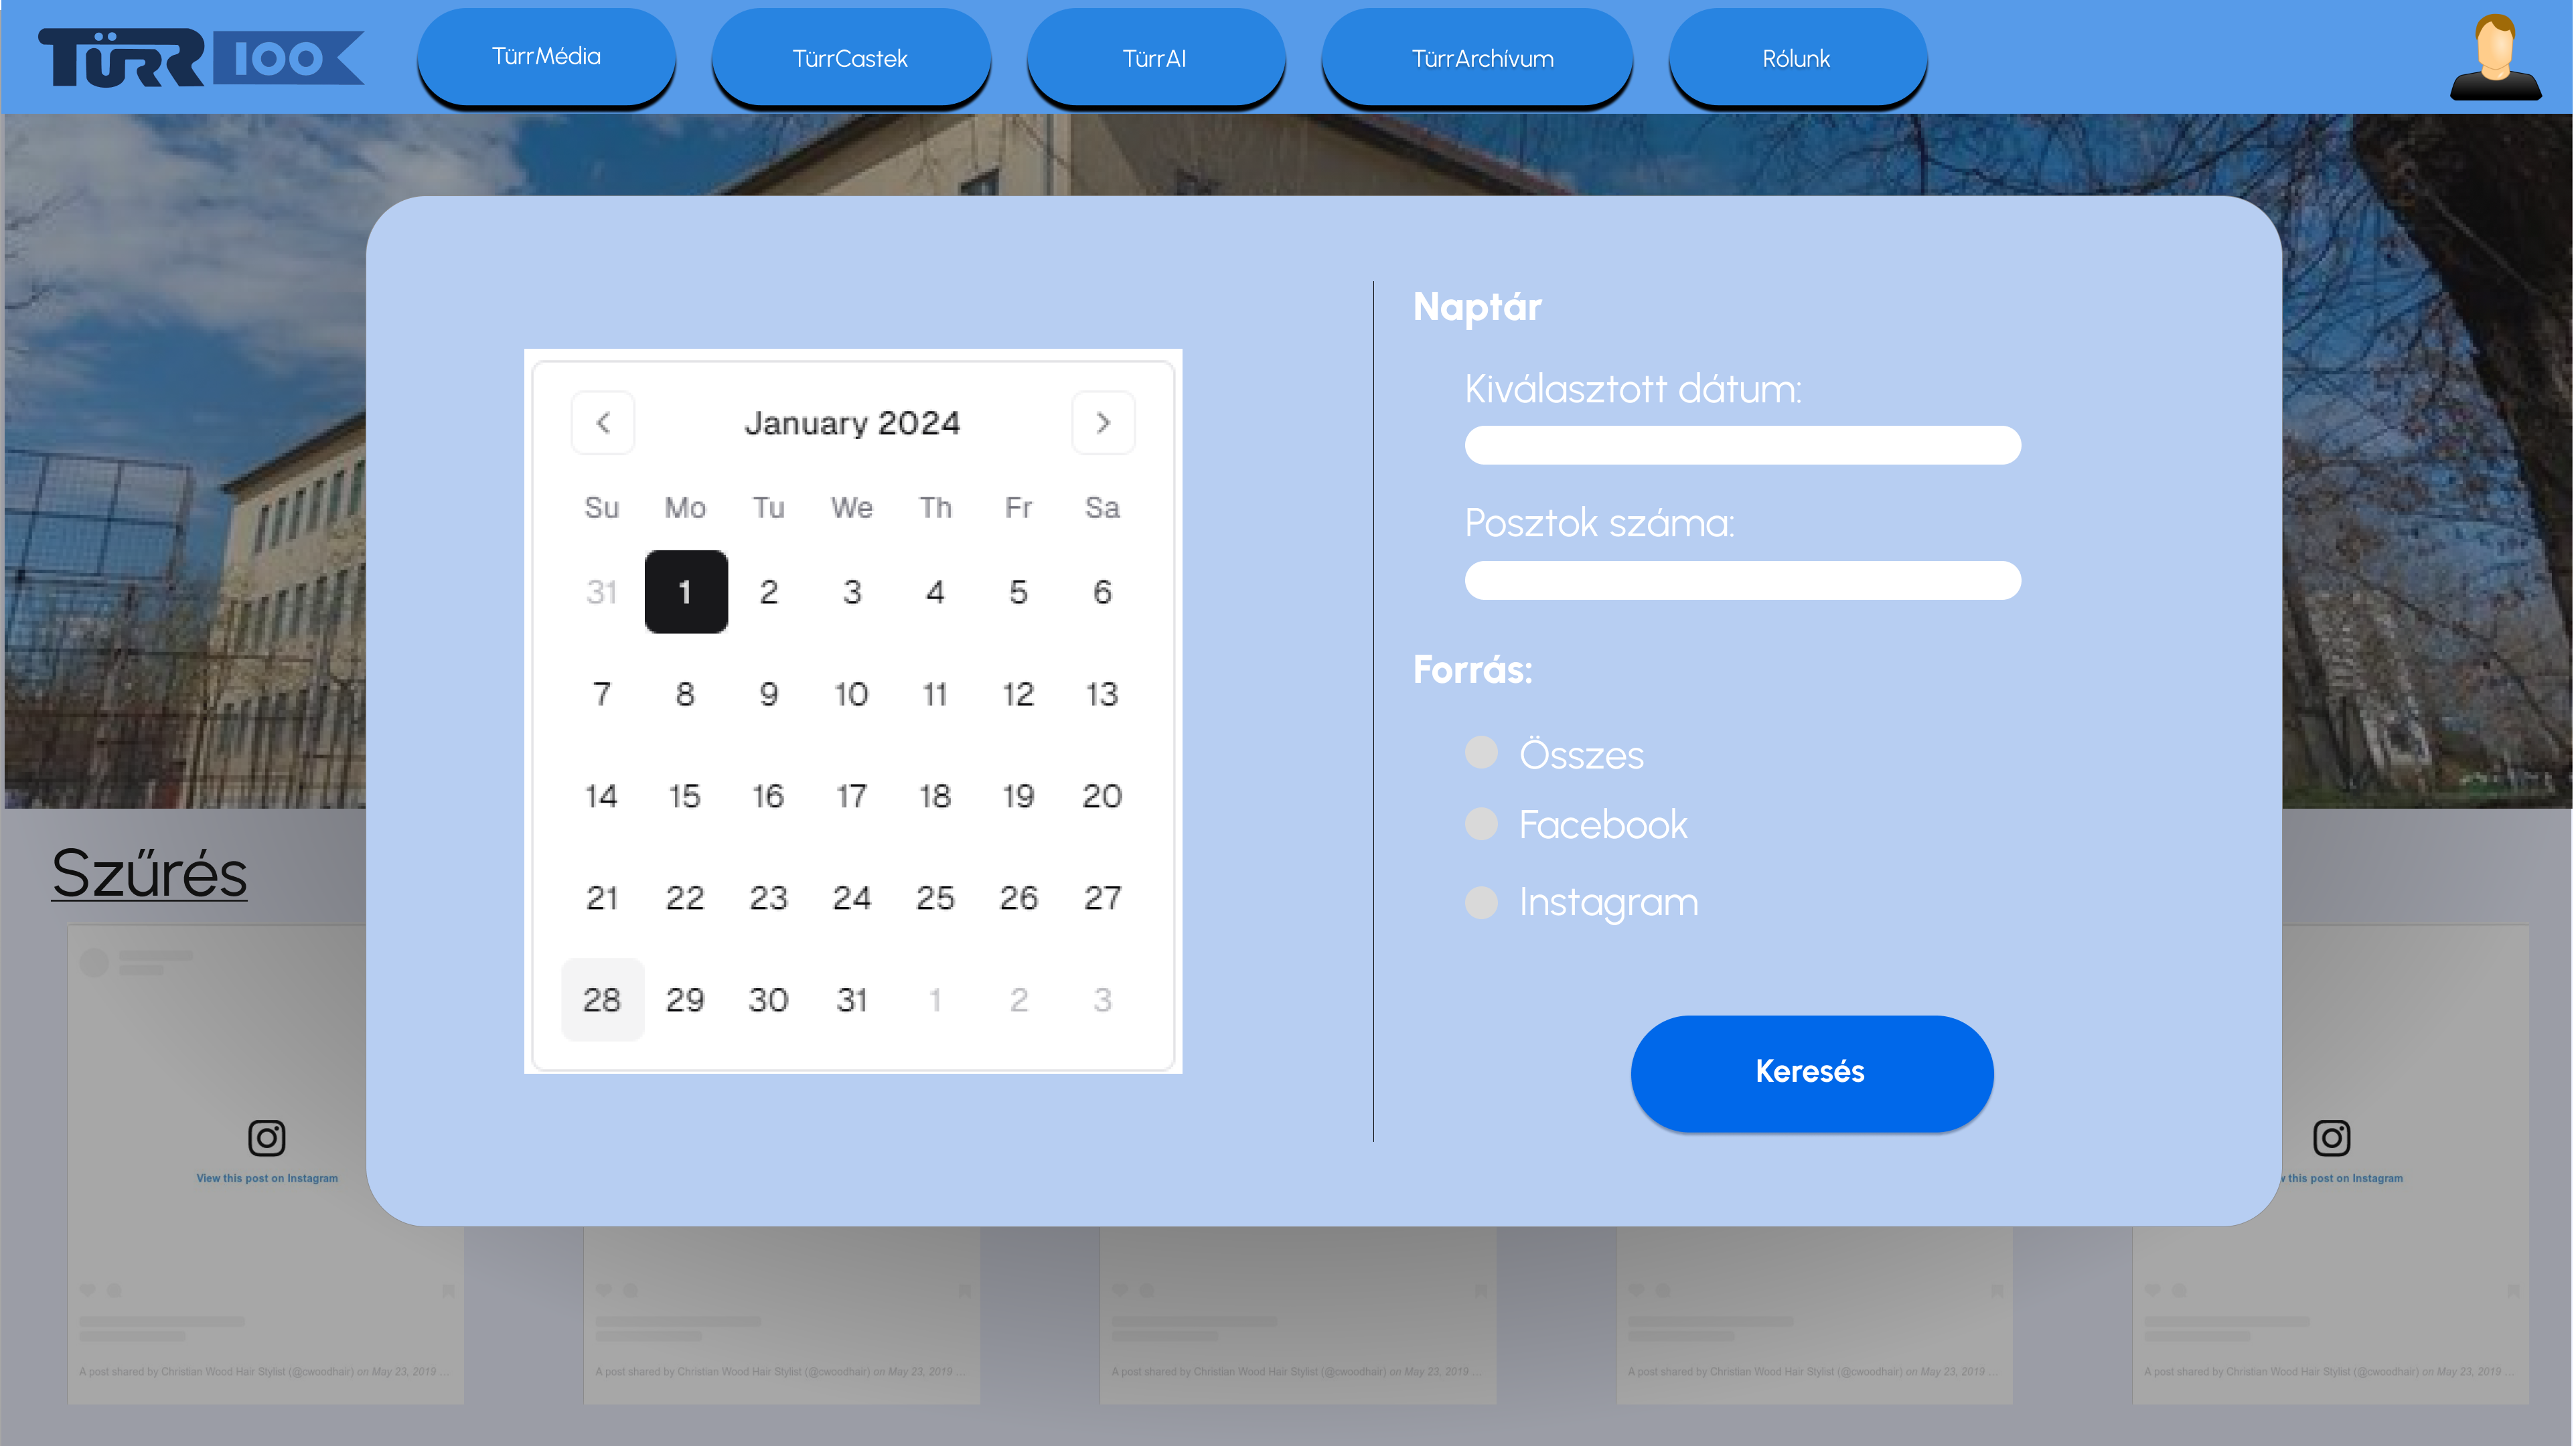 TÜRR 100
TürrMédia
TürrCastek
TürrAI
TürrArchívum
Rólunk
January 2024
Su Mo Tu We Th Fr Sa
31 1 2 3 4 5 6
7 8 9 10 11 12 13
14 15 16 17 18 19 20
21 22 23 24 25 26 27
28 29 30 31 1 2 3
Naptár
Kiválasztott dátum:
Posztok száma:
Forrás:
Összes
Facebook
Instagram
Keresés
Szűrés
View this post on Instagram
this post on Instagram
A post shared by Christian Wood Hair Stylist (@cwoodhair) on May 23, 2019 ...
A post shared by Christian Wood Hair Stylist (@cwoodhair) on May 23, 2019 ...
A post shared by Christian Wood Hair Stylist (@cwoodhair) on May 23, 2019 ...
A post shared by Christian Wood Hair Stylist (@cwoodhair) on May 23, 2019 ...
A post shared by Christian Wood Hair Stylist (@cwoodhair) on May 23, 2019 ...